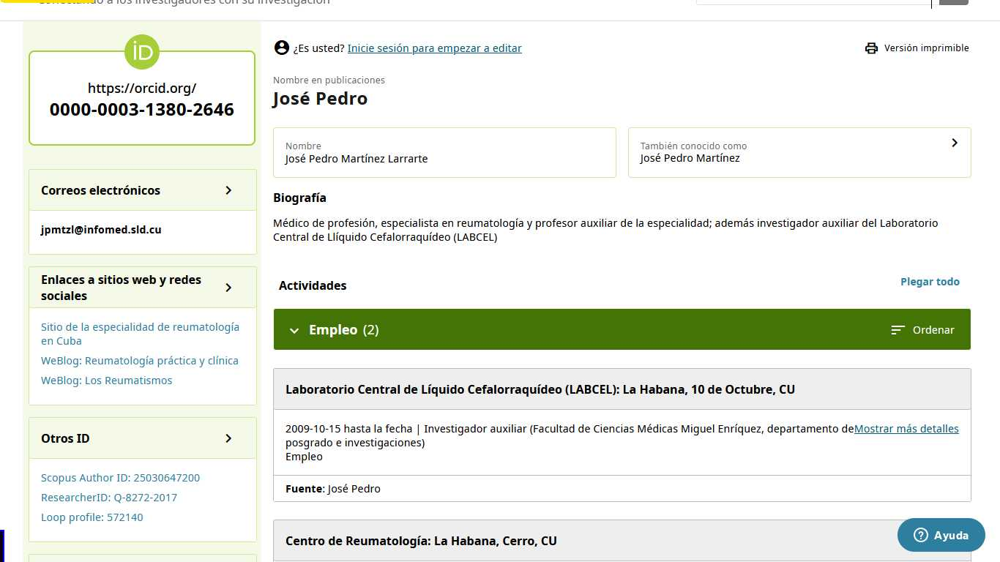 Conectando a los investigadores con su investigación
iD
https://orcid.org/
0000-0003-1380-2646
Correos electrónicos
jpmtzl@infomed.sld.cu
Enlaces a sitios web y redes
sociales
Sitio de la especialidad de reumatología
en Cuba
WeBlog: Reumatología práctica y clínica
WeBlog: Los Reumatismos
Otros ID
Scopus Author ID: 25030647200
ResearcherID: Q-8272-2017
Loop profile: 572140
¿Es usted? Inicie sesión para empezar a editar
Versión imprimible
Nombre en publicaciones
José Pedro
Nombre
José Pedro Martínez Larrarte
También conocido como
José Pedro Martínez
Biografía
Médico de profesión, especialista en reumatología y profesor auxiliar de la especialidad; además investigador auxiliar del Laboratorio
Central de Llíquido Cefalorraquídeo (LABCEL)
Actividades
Plegar todo
Empleo (2)
Ordenar
Laboratorio Central de Líquido Cefalorraquídeo (LABCEL): La Habana, 10 de Octubre, CU
2009-10-15 hasta la fecha | Investigador auxiliar (Facultad de Ciencias Médicas Miguel Enríquez, departamento de
posgrado e investigaciones)
Mostrar más detalles
Empleo
Fuente: José Pedro
Centro de Reumatología: La Habana, Cerro, CU
Ayuda